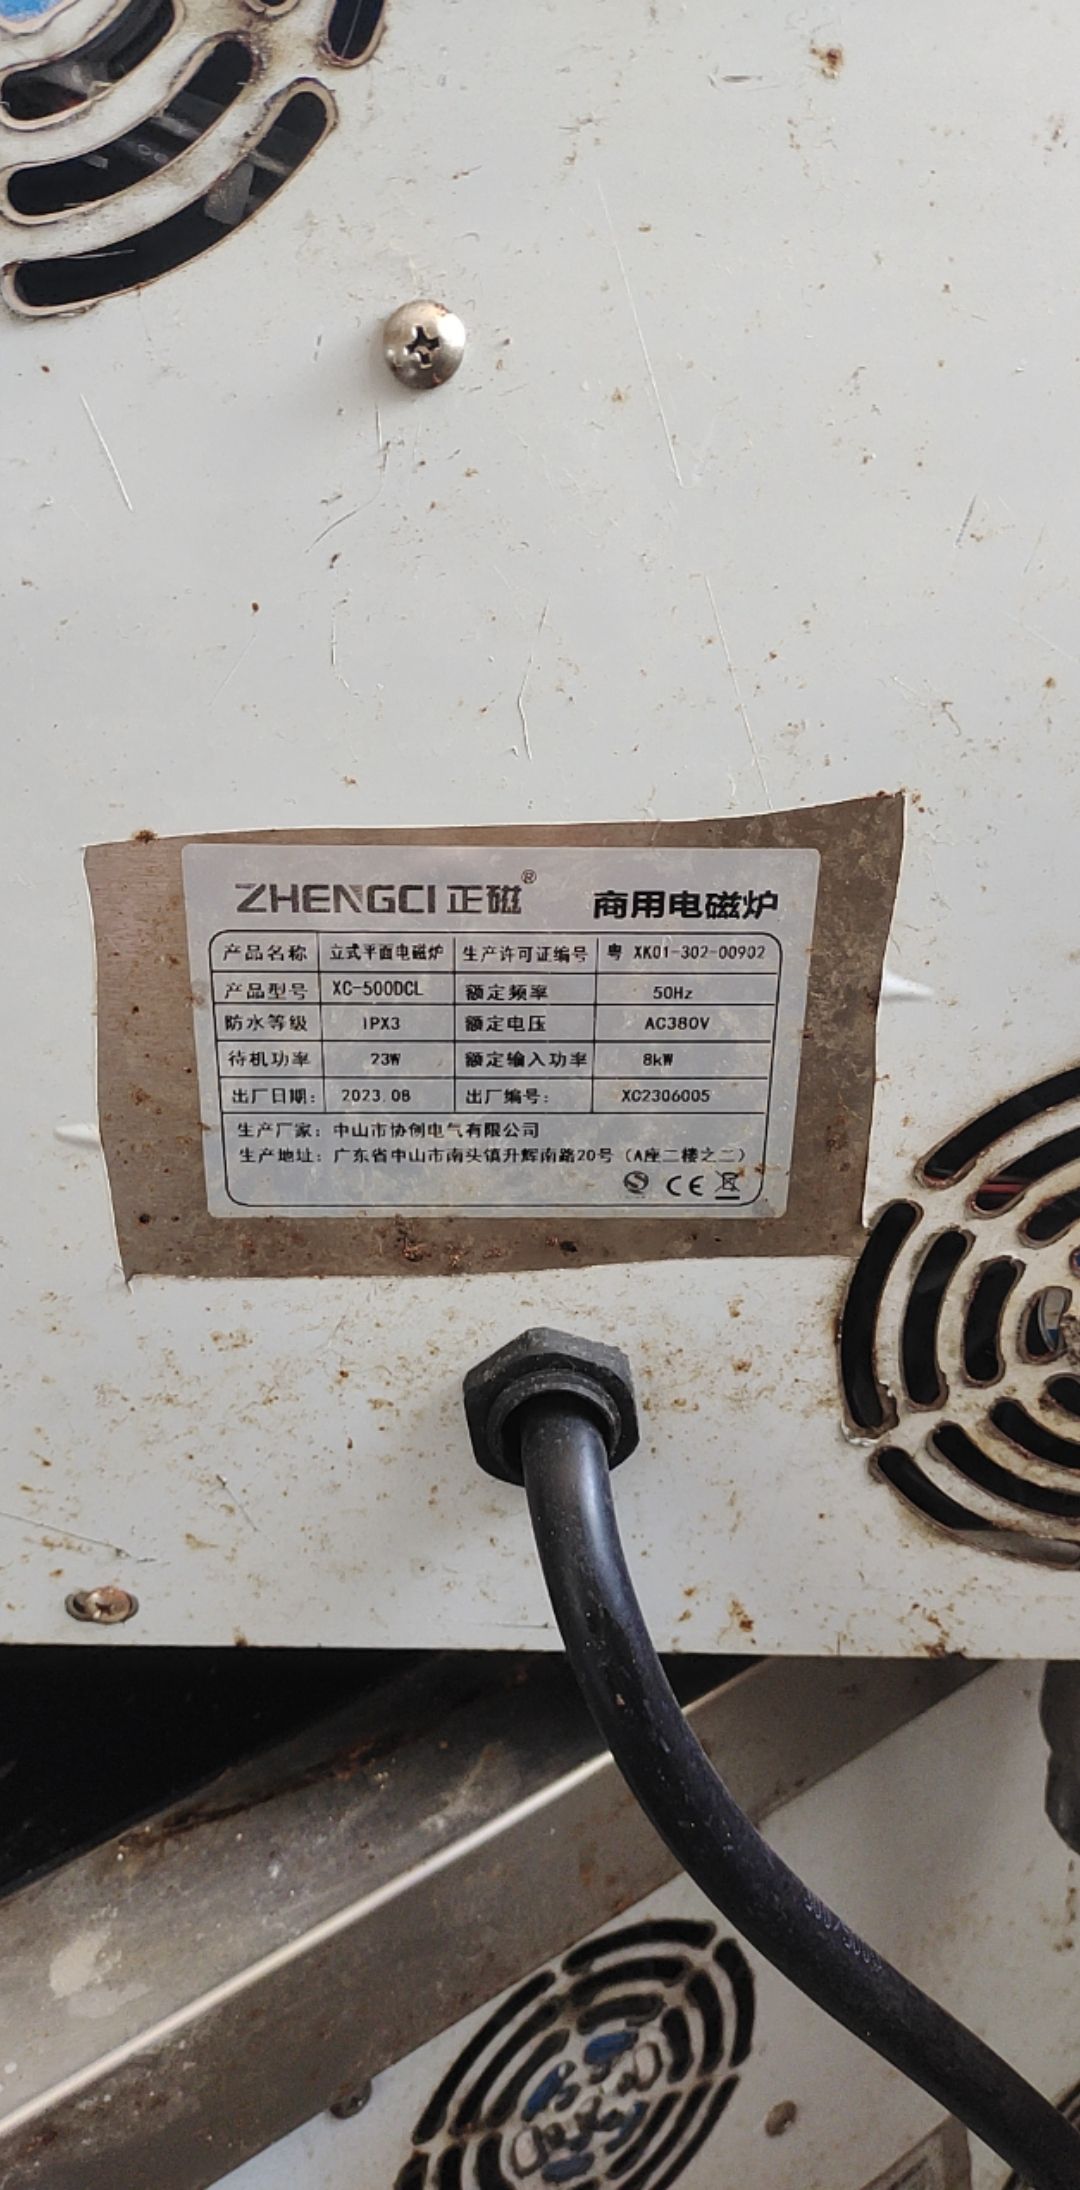 ZHENGCI 正磁® 商用电磁炉
产品名称 立式平面电磁炉 生产许可证编号 粤 XK01-302-00902
产品型号 XC-500DCL 额定频率 50Hz
防水等级 IPX3 额定电压 AC380V
待机功率 23W 额定输入功率 8kW
出厂日期: 2023.08 出厂编号: XC2306005
生产厂家: 中山市协创电气有限公司
生产地址: 广东省中山市南头镇升辉南路20号 (A座二楼之二)
CE